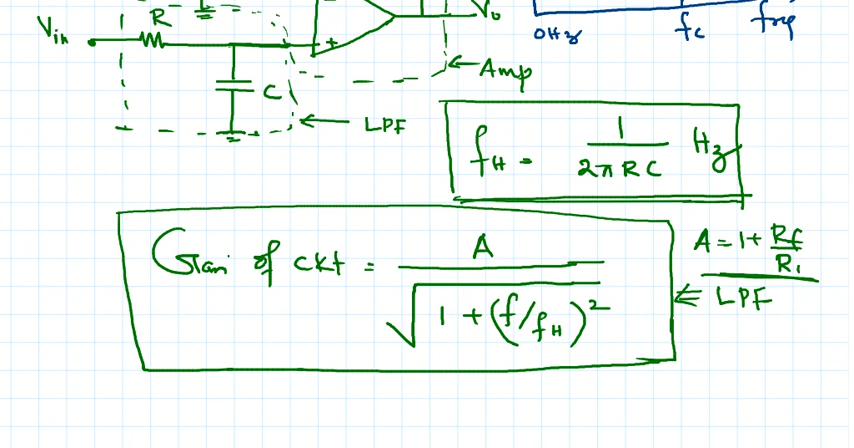 R
Vin
Vo
0Hz
fc
freq
+
Amp
C
LPF
fH = 1 / 2πRC Hz
Gain of ckt = A / √(1 + (f/fH)²)
A = 1 + Rf / R1
LPF